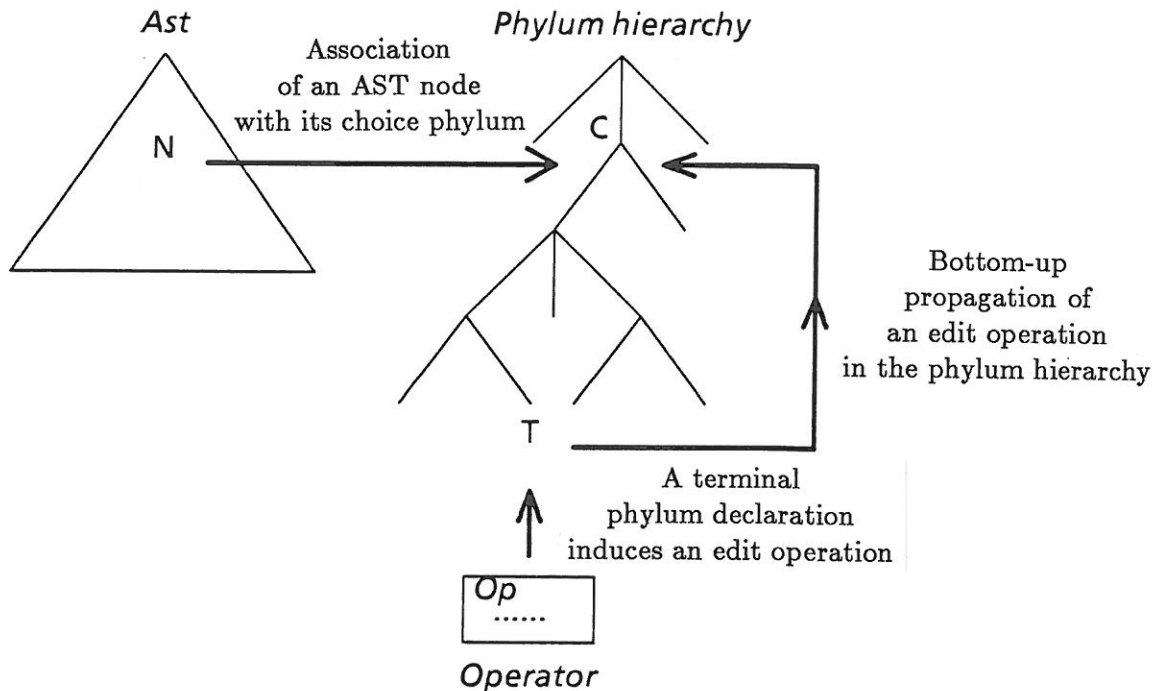 Ast
Phylum hierarchy
Association
of an AST node
with its choice phylum
N
C
Bottom-up
propagation of
an edit operation
in the phylum hierarchy
T
A terminal
phylum declaration
induces an edit operation
Op
......
Operator